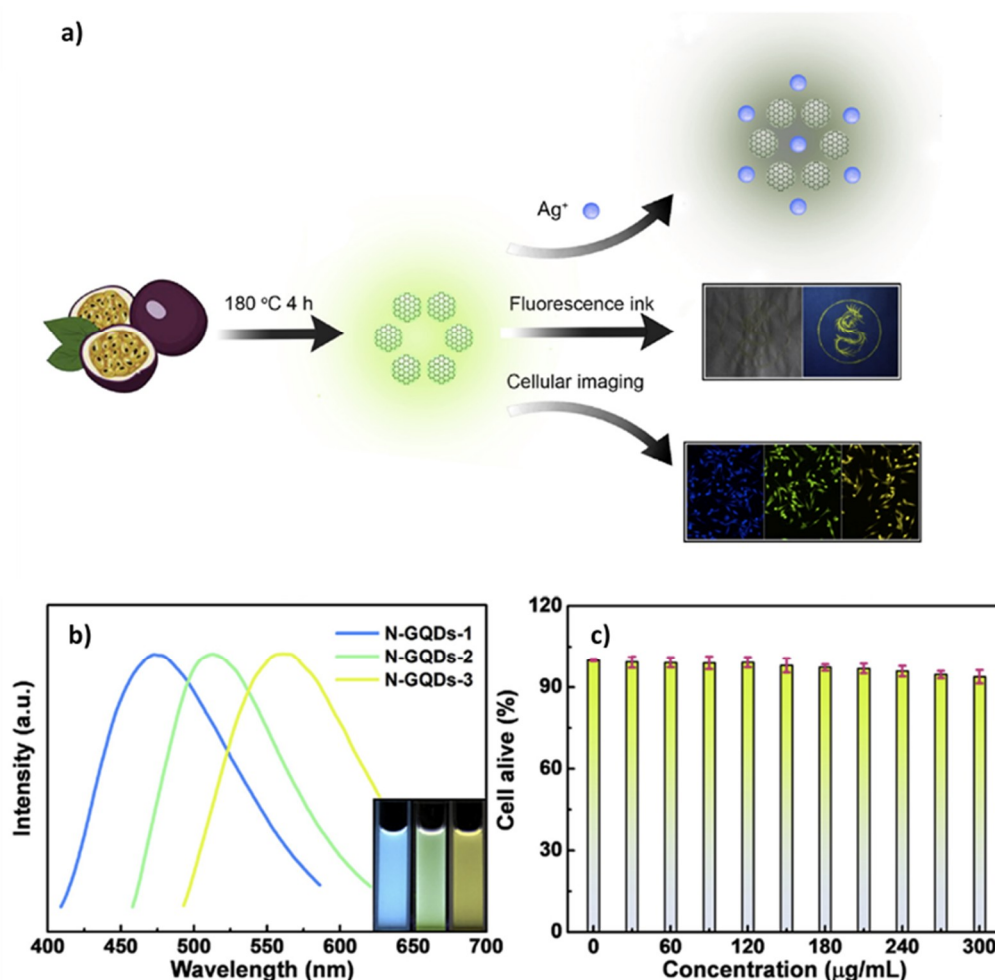 a)
Ag⁺
180 °C 4 h
Fluorescence ink
Cellular imaging
b)
N-GQDs-1
N-GQDs-2
N-GQDs-3
Intensity (a.u.)
400 450 500 550 600 650 700
Wavelength (nm)
c)
120
90
60
30
0
Cell alive (%)
0 60 120 180 240 300
Concentration (μg/mL)